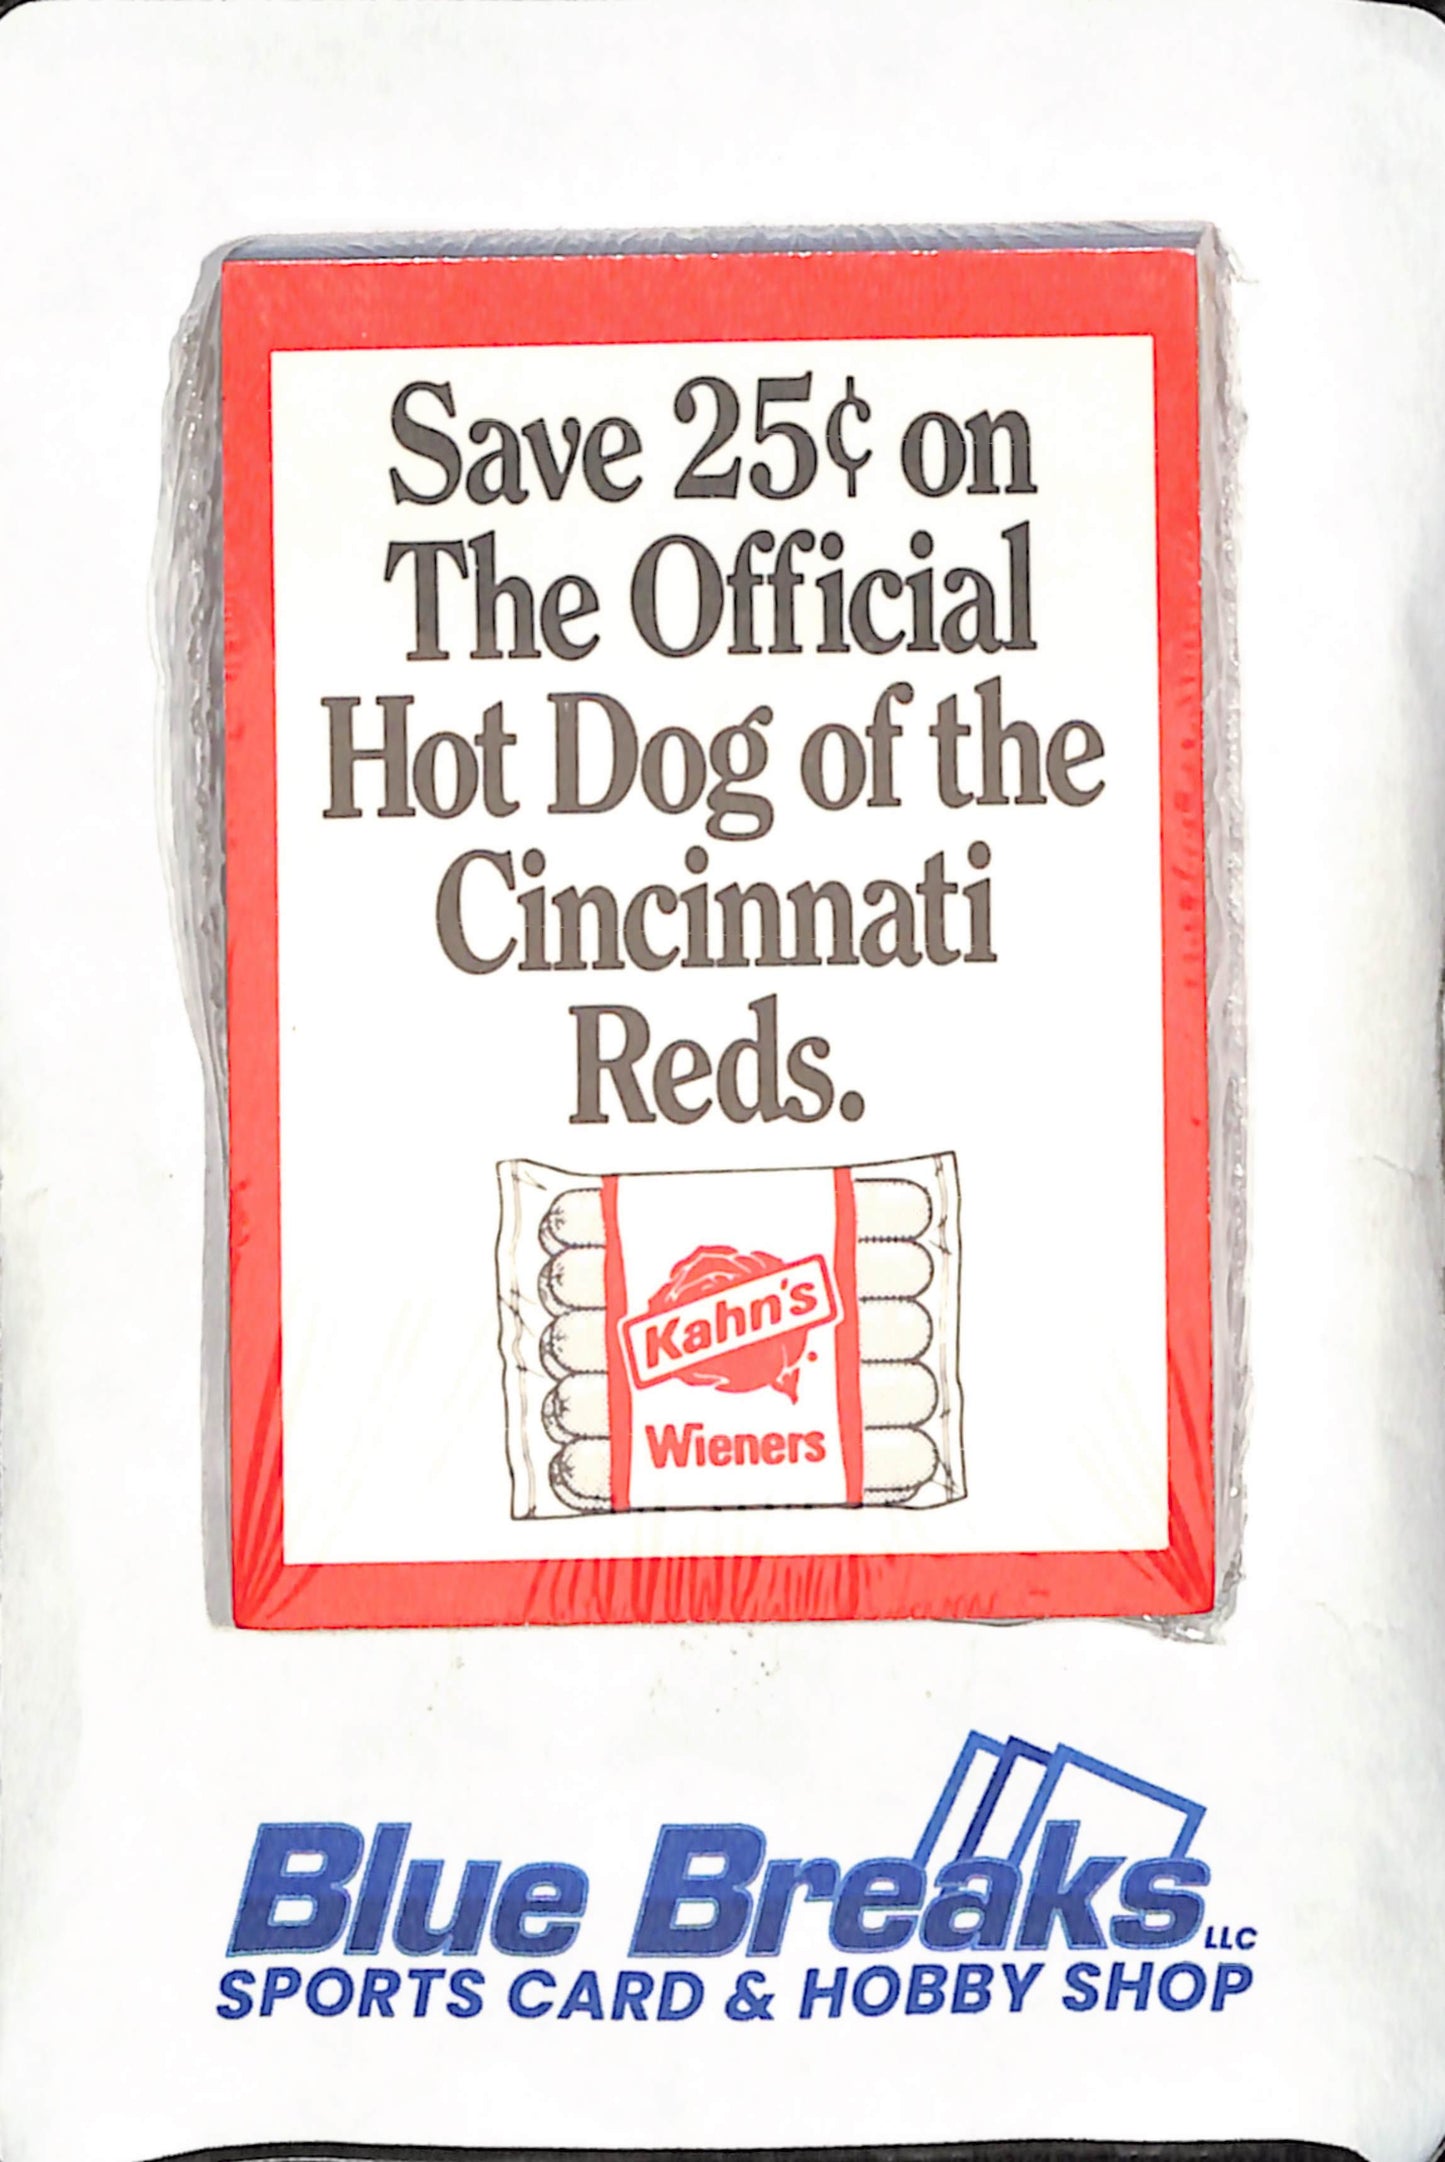 Save 25¢ on
The Official
Hot Dog of the
Cincinnati
Reds.
Kahn's
Wieners
Blue Breaks LLC
SPORTS CARD & HOBBY SHOP